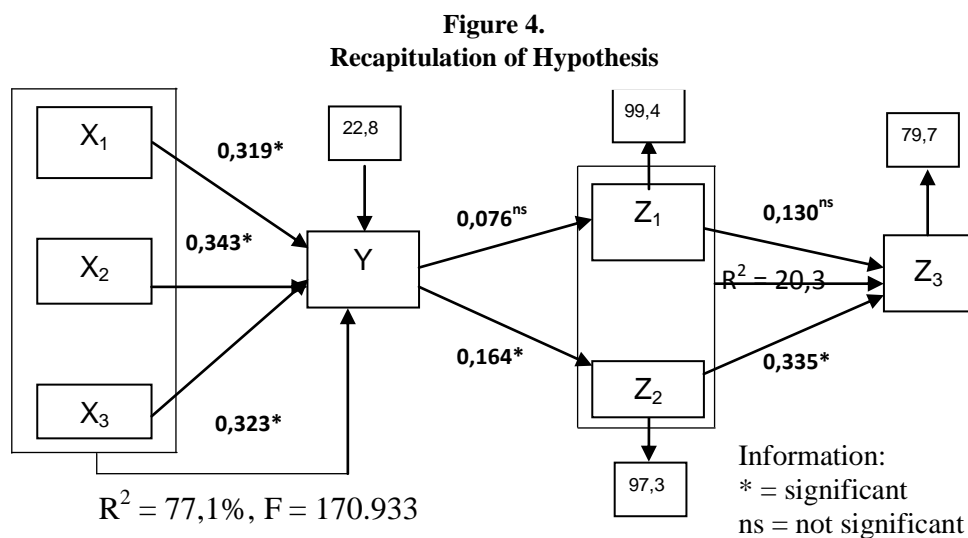 Figure 4.
Recapitulation of Hypothesis
X₁
X₂
X₃
0,319*
0,343*
0,323*
22,8
Y
R² = 77,1%, F = 170.933
0,076ⁿˢ
0,164*
99,4
Z₁
Z₂
97,3
0,130ⁿˢ
R² = 20,3
0,335*
79,7
Z₃
Information:
* = significant
ns = not significant